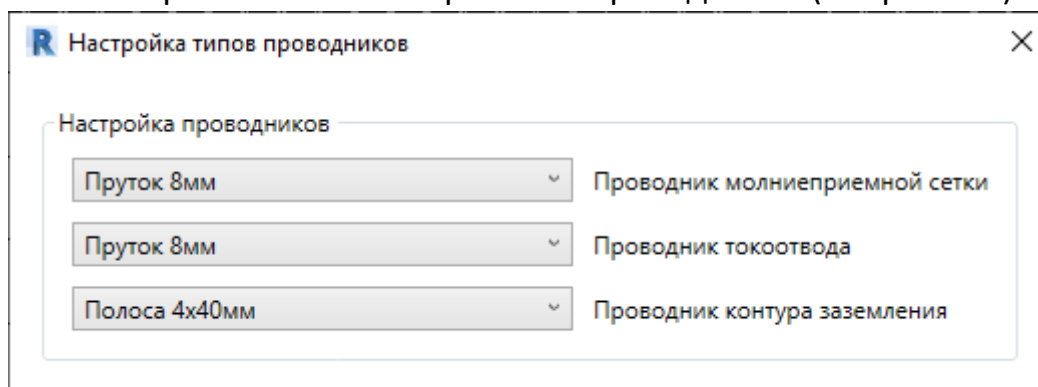 Настройка типов проводников
Настройка проводников
Пруток 8мм Проводник молниеприемной сетки
Пруток 8мм Проводник токоотвода
Полоса 4х40мм Проводник контура заземления